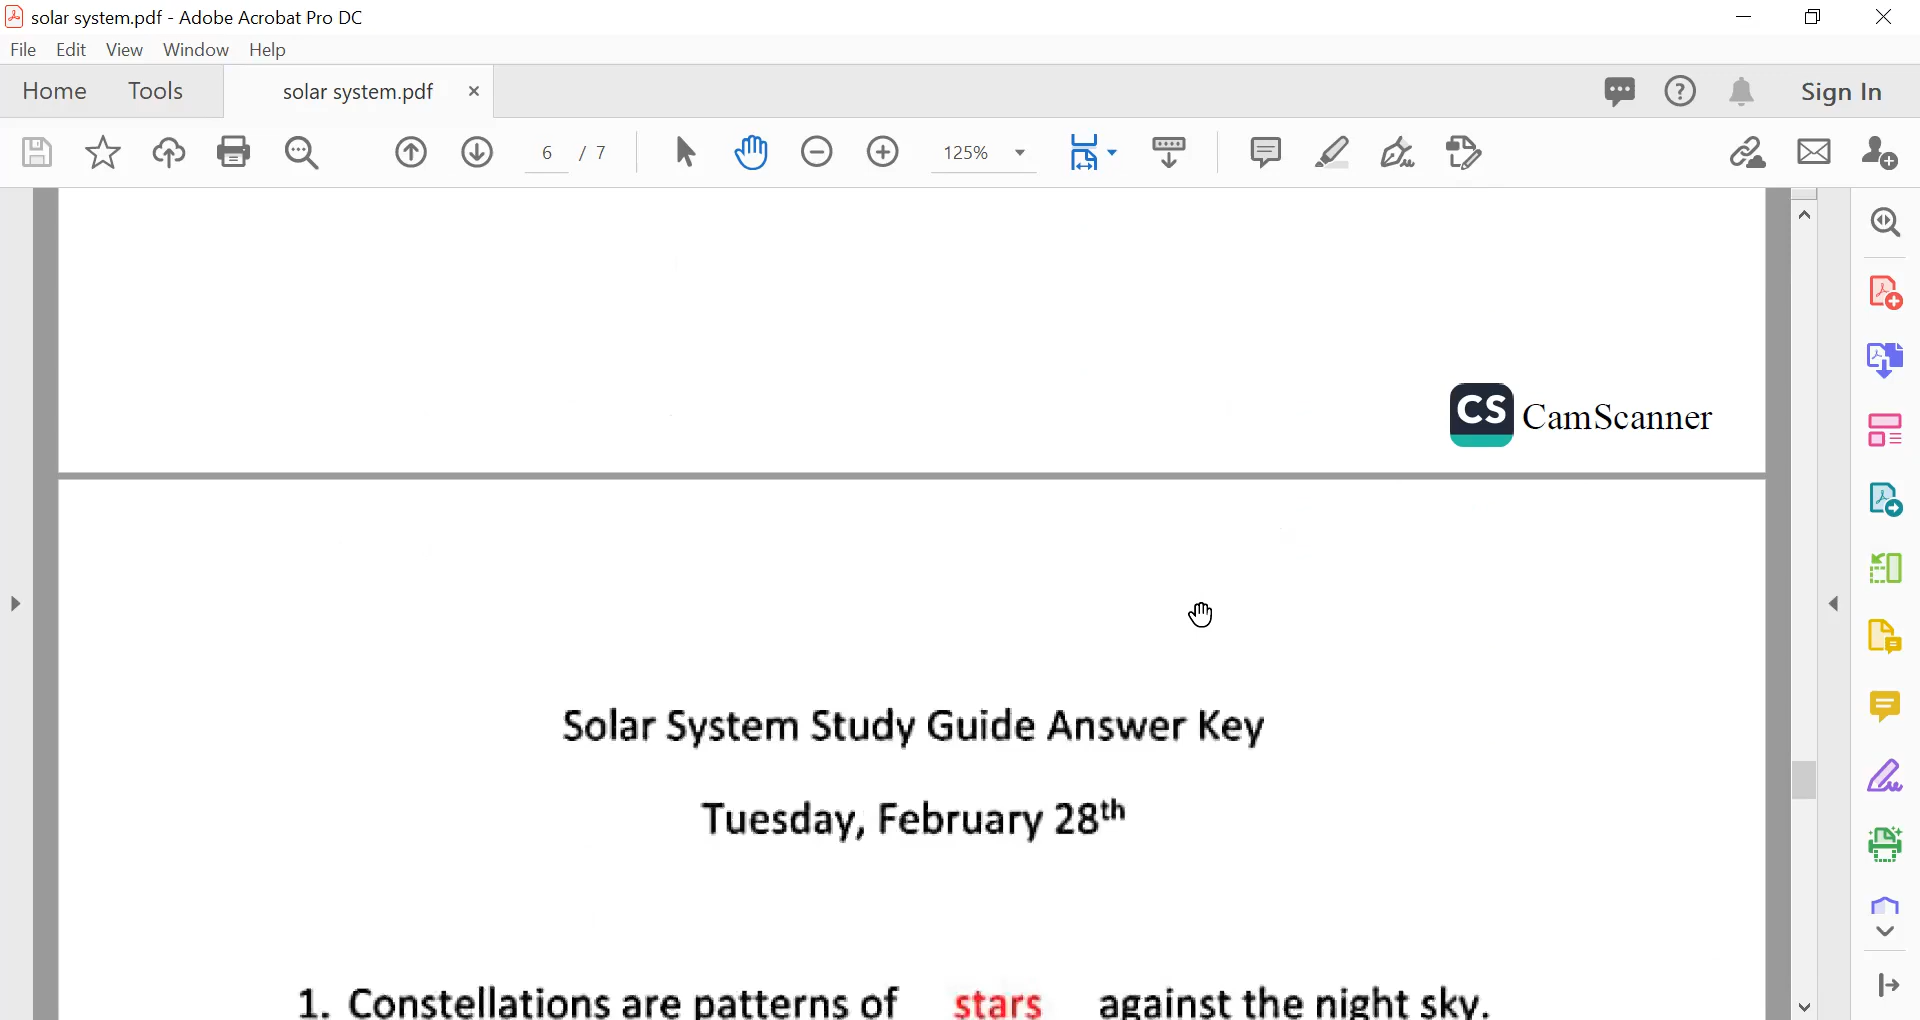 solar system.pdf - Adobe Acrobat Pro DC
File Edit View Window Help
Home Tools solar system.pdf × Sign In
6 / 7 125%
CS CamScanner
Solar System Study Guide Answer Key
Tuesday, February 28th
1. Constellations are patterns of stars against the night sky.